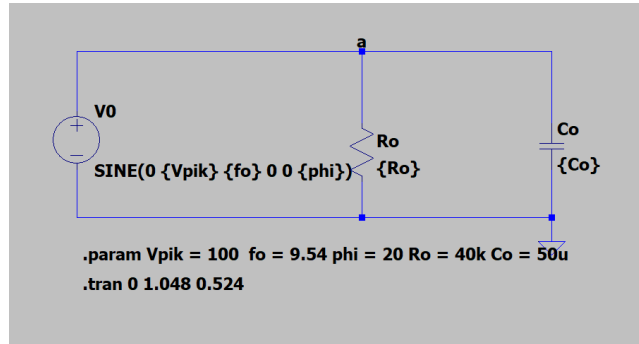 a
V0
SINE(0 {Vpik} {fo} 0 0 {phi})
Ro
{Ro}
Co
{Co}
.param Vpik = 100  fo = 9.54 phi = 20 Ro = 40k Co = 50u
.tran 0 1.048 0.524